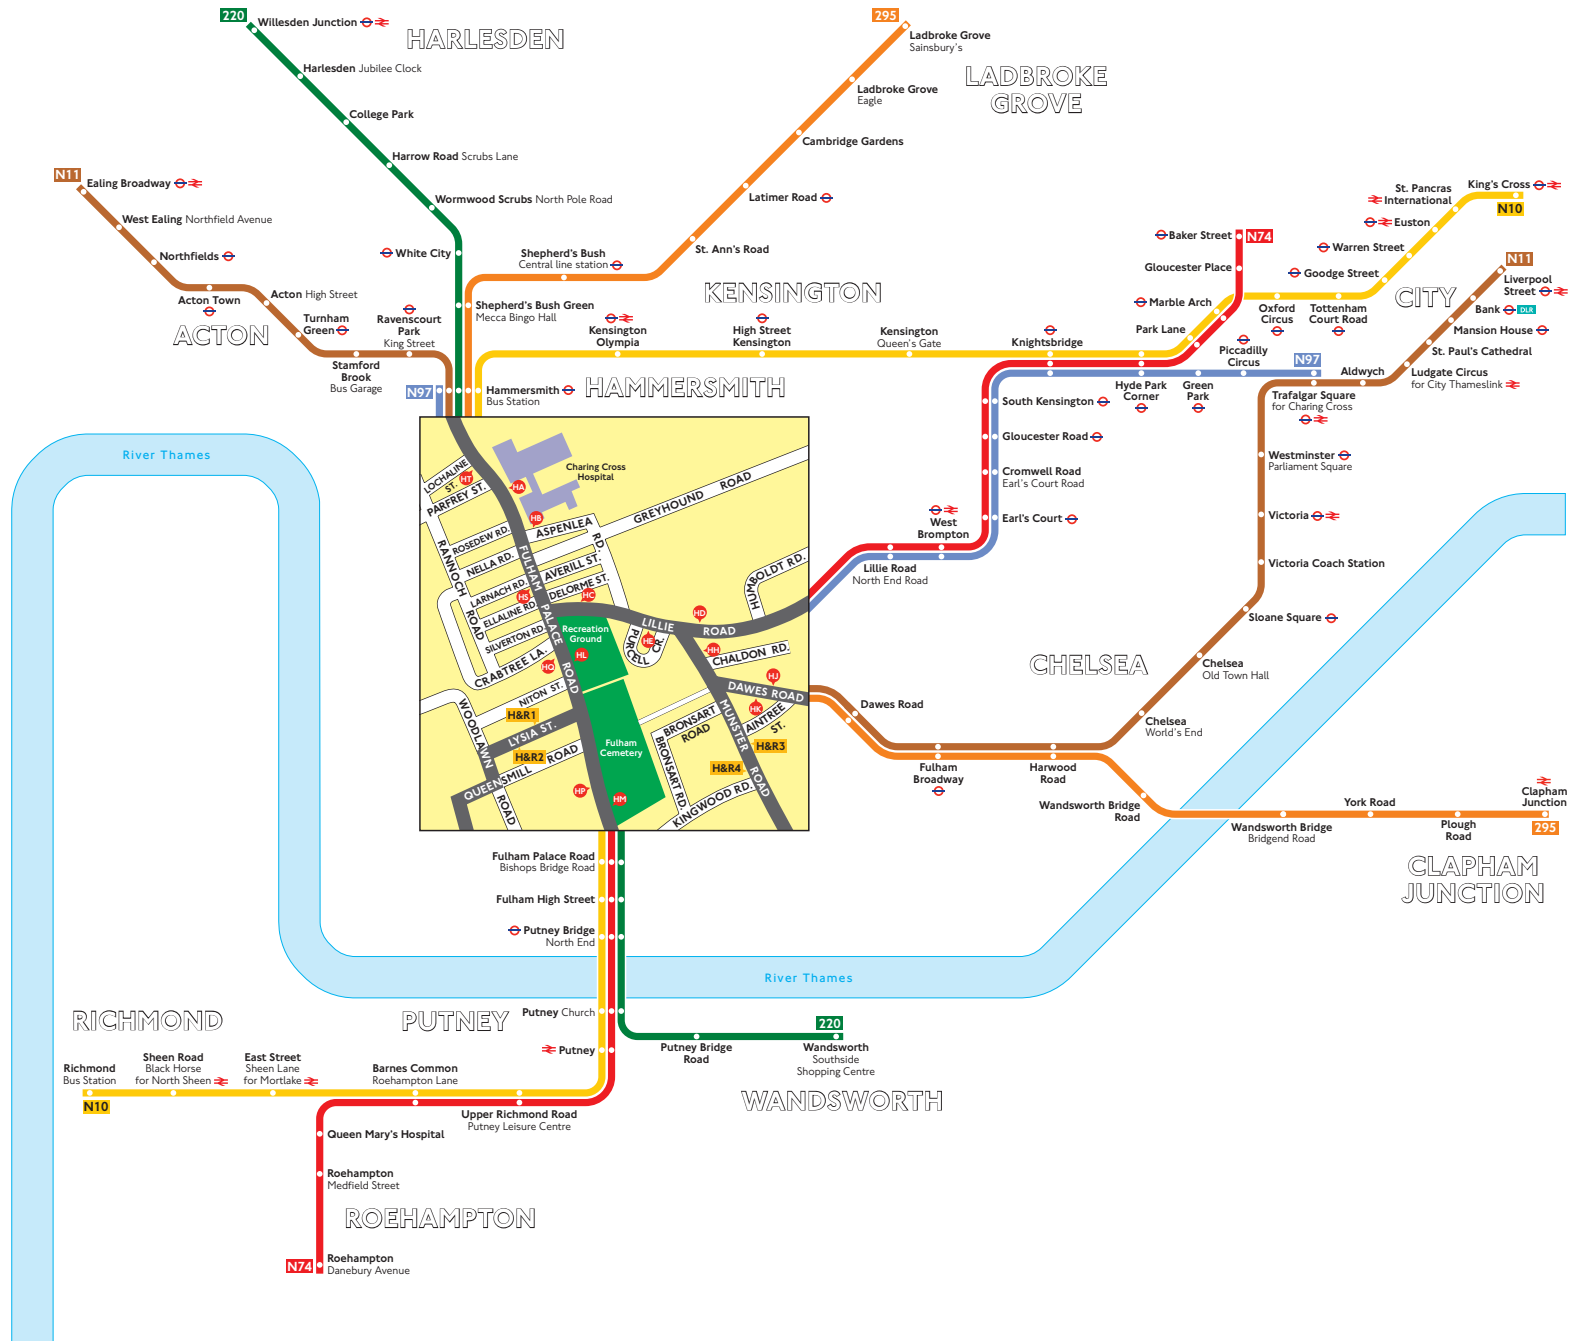 220
Willesden Junction
HARLESDEN
Harlesden Jubilee Clock
College Park
Harrow Road Scrubs Lane
Wormwood Scrubs North Pole Road
White City
295
Ladbroke Grove
Sainsbury's
LADBROKE
GROVE
Ladbroke Grove
Eagle
Cambridge Gardens
Latimer Road
St. Ann's Road
Shepherd's Bush
Central line station
Shepherd's Bush Green
Mecca Bingo Hall
N11
Ealing Broadway
West Ealing Northfield Avenue
Northfields
Acton Town
ACTON
Acton High Street
Turnham
Green
Stamford
Brook
Bus Garage
Ravenscourt
Park
King Street
N97
Hammersmith
Bus Station
HAMMERSMITH
KENSINGTON
Kensington
Olympia
High Street
Kensington
Kensington
Queen's Gate
Knightsbridge
Park Lane
Marble Arch
Gloucester Place
Baker Street
N74
Oxford
Circus
Tottenham
Court Road
Goodge Street
Warren Street
Euston
St. Pancras
International
King's Cross
N10
N11
Liverpool
Street
CITY
Bank
DLR
Mansion House
St. Paul's Cathedral
Ludgate Circus
for City Thameslink
Aldwych
Trafalgar Square
for Charing Cross
N97
Piccadilly
Circus
Green
Park
Hyde Park
Corner
South Kensington
Gloucester Road
Cromwell Road
Earl's Court Road
Earl's Court
West
Brompton
Lillie Road
North End Road
Westminster
Parliament Square
Victoria
Victoria Coach Station
Sloane Square
CHELSEA
Chelsea
Old Town Hall
Chelsea
World's End
Dawes Road
Fulham
Broadway
Harwood
Road
Wandsworth Bridge
Road
Wandsworth Bridge
Bridgend Road
York Road
Plough
Road
Clapham
Junction
295
CLAPHAM
JUNCTION
River Thames
River Thames
Charing Cross
Hospital
LOCHALINE
ST.
HT
PARFREY ST.
HA
HB
RANNOCH
ROAD
ROSEDEW RD.
ASPENLEA
RD.
GREYHOUND ROAD
NELLA RD.
AVERILL ST.
LARNACH RD.
DELORME ST.
HS
HC
ELLALINE RD.
SILVERTON RD.
CRABTREE LA.
HQ
FULHAM
PALACE
ROAD
Recreation
Ground
HL
LILLIE
ROAD
HD
HE
PURCELL
CR.
HUMBOLDT RD.
HH
CHALDON RD.
HJ
DAWES ROAD
HK
AINTREE
ST.
H&R3
MUNSTER
ROAD
H&R4
BRONSART
ROAD
BRONSART RD.
KINGWOOD RD.
NITON ST.
H&R1
LYSIA ST.
H&R2
WOODLAWN
ROAD
QUEENSMILL ROAD
Fulham
Cemetery
HP
HM
Fulham Palace Road
Bishops Bridge Road
Fulham High Street
Putney Bridge
North End
Putney Church
PUTNEY
Putney
Putney Bridge
Road
220
Wandsworth
Southside
Shopping Centre
WANDSWORTH
RICHMOND
Richmond
Bus Station
N10
Sheen Road
Black Horse
for North Sheen
East Street
Sheen Lane
for Mortlake
Barnes Common
Roehampton Lane
Upper Richmond Road
Putney Leisure Centre
Queen Mary's Hospital
Roehampton
Medfield Street
ROEHAMPTON
N74
Roehampton
Danebury Avenue